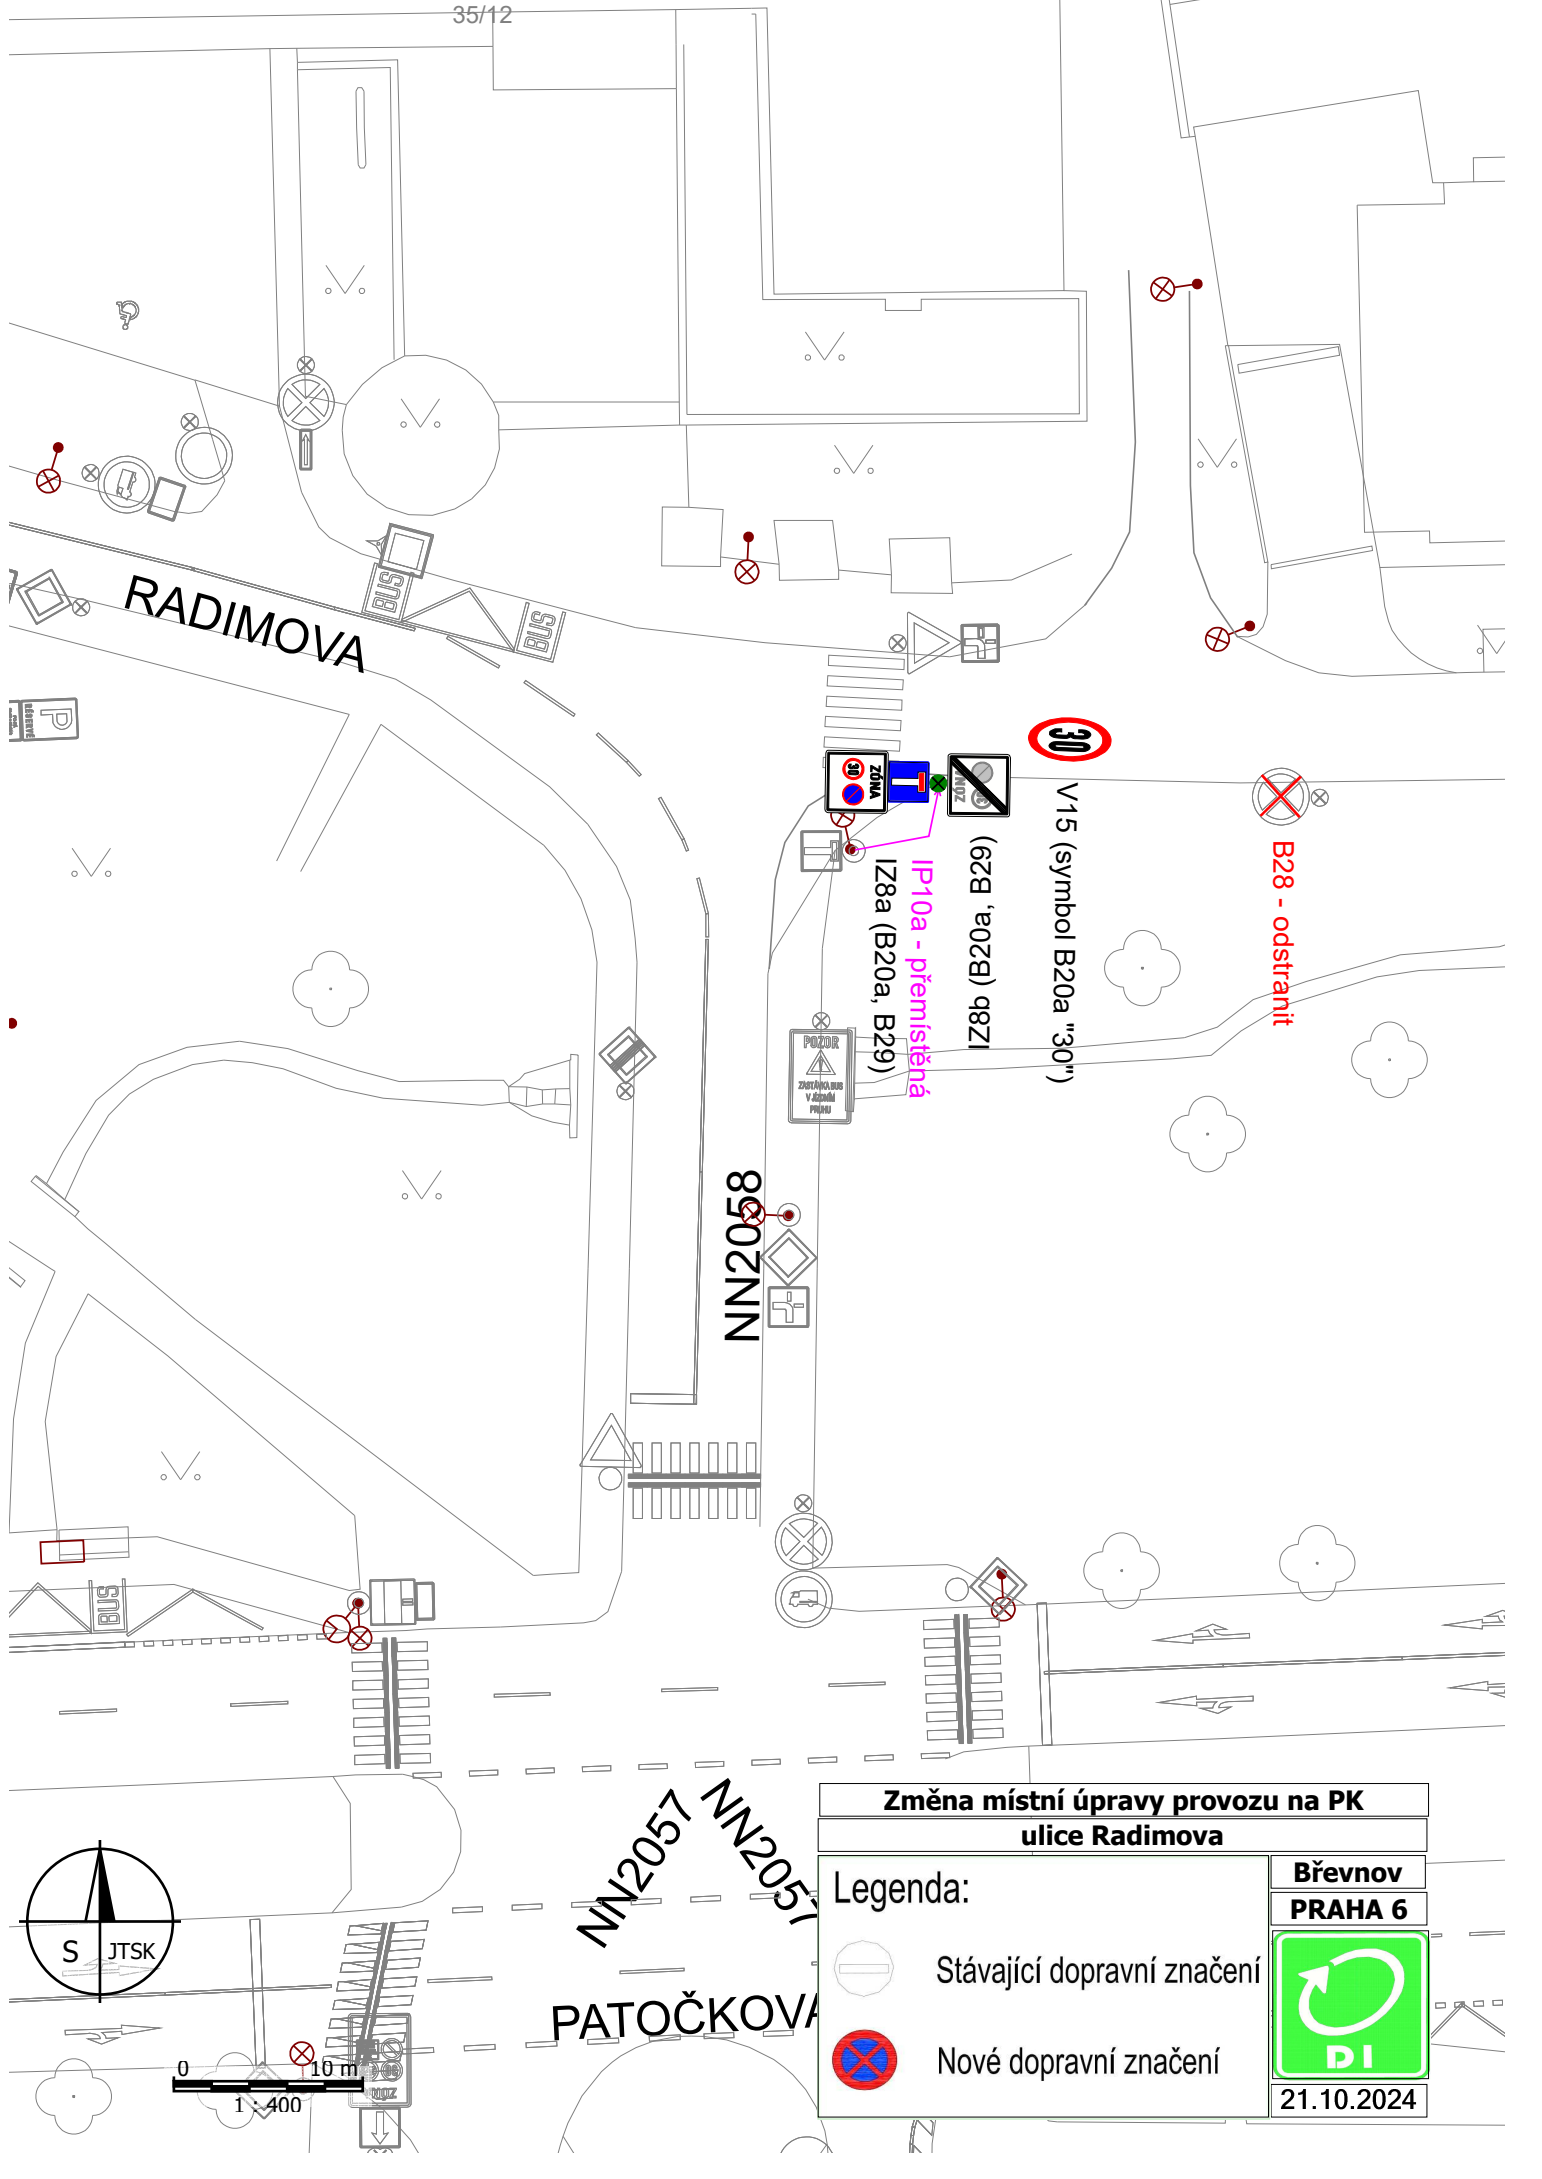 35/12
BUS
BUS
RADIMOVA
P
RÉSERVÉ
30
ZÓNA
30
ZÓNA
V15 (symbol B20a "30")
B28 - odstranit
IZ8b (B20a, B29)
IP10a - přemístěná
IZ8a (B20a, B29)
POZOR
ZASTÁVKA BUS
V JÍZDNÍM
PRUHU
NN2058
BUS
NN2057
NN2057
PATOČKOVA
Změna místní úpravy provozu na PK
ulice Radimova
Legenda:
Břevnov
PRAHA 6
Stávající dopravní značení
Nové dopravní značení
DI
21.10.2024
S JTSK
0 10 m
1 : 400
ZÓNA